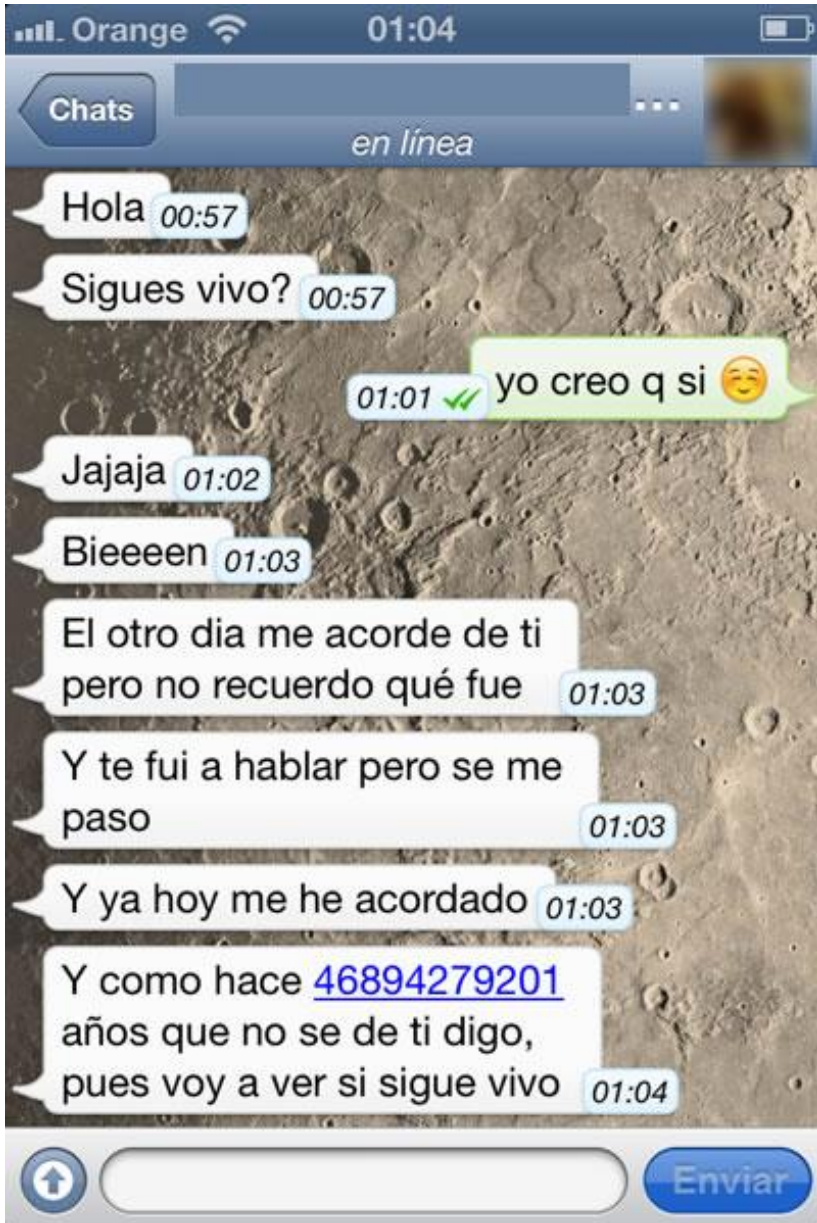 Orange 01:04
Chats
...
en línea
Hola 00:57
Sigues vivo? 00:57
01:01 yo creo q si ☺️
Jajaja 01:02
Bieeeen 01:03
El otro dia me acorde de ti
pero no recuerdo qué fue 01:03
Y te fui a hablar pero se me
paso 01:03
Y ya hoy me he acordado 01:03
Y como hace 46894279201
años que no se de ti digo,
pues voy a ver si sigue vivo 01:04
Enviar